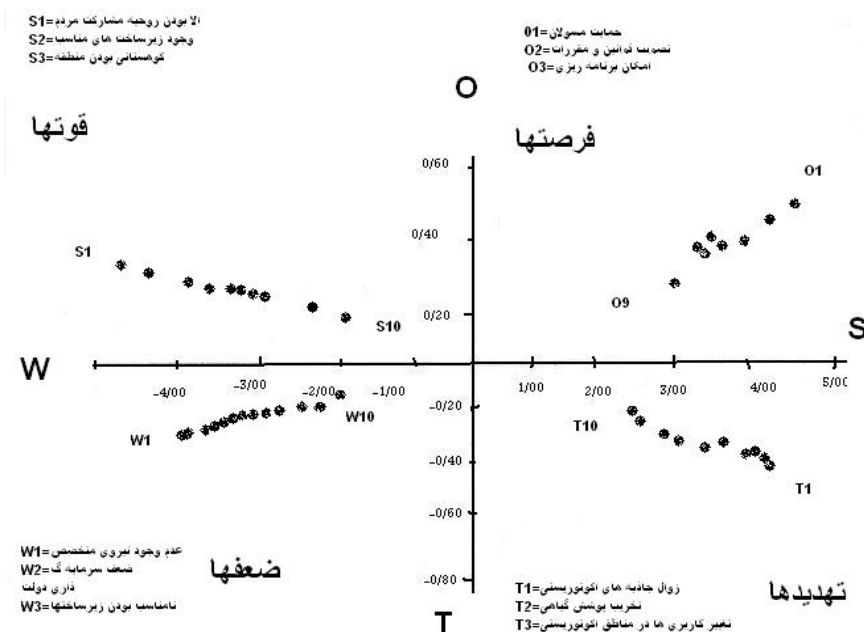 S1=الا بودن روحیه مشارکت مردم
S2=وجود زیرساخت های مناسب
S3=کوهستانی بودن منطقه
01=حمایت مسولان
O2=تصویب قوانین و مقررات
O3=امکان برنامه ریزی
O
قوتها
فرصتها
0/60
O1
0/40
S1
O9
0/20
S10
S
W
-4/00 -3/00 -2/00 -1/00 1/00 2/00 3/00 4/00 5/00
-0/20
W10
T10
W1
-0/40
T1
-0/60
-0/80
W1=عدم وجود نیروی متخصص
W2=ضعف سرمایه گ
ذاری دولت
W3=نامناسب بودن زیرساختها
ضعفها
T
T1=زوال جاذبه های اکوتوریستی
T2=تخریب پوشش گیاهی
T3=تغییر کاربری ها در مناطق اکوتوریستی
تهدیدها